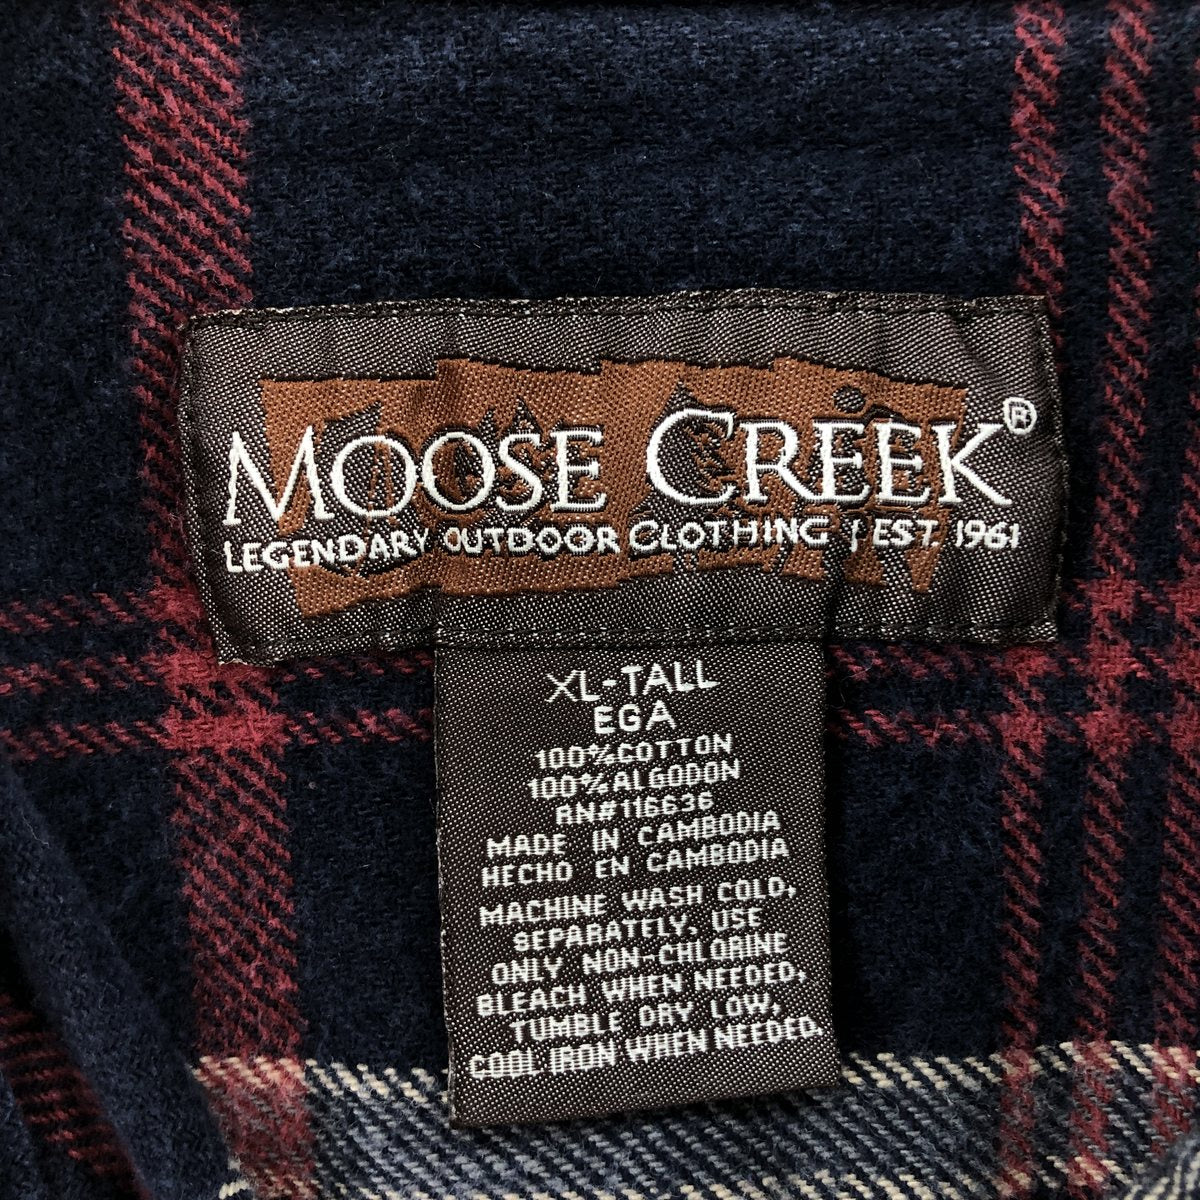 MOOSE CREEK®
LEGENDARY OUTDOOR CLOTHING | EST. 1961
XL-TALL
EGA
100%COTTON
100%ALGODON
RN#116636
MADE IN CAMBODIA
HECHO EN CAMBODIA
MACHINE WASH COLD,
SEPARATELY. USE
ONLY NON-CHLORINE
BLEACH WHEN NEEDED.
TUMBLE DRY LOW,
COOL IRON WHEN NEEDED.